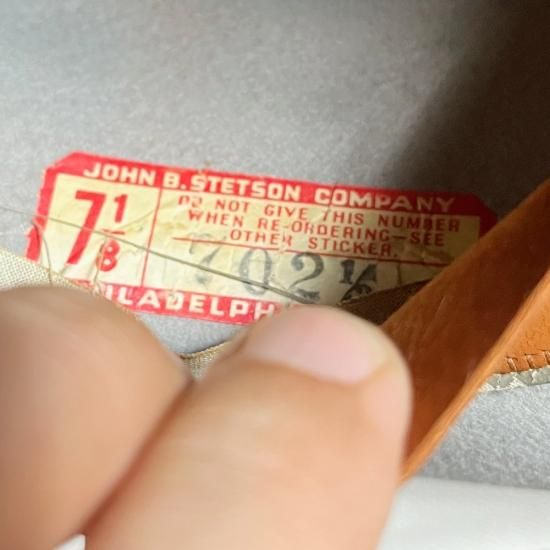 JOHN B. STETSON COMPANY
7 1/8
DO NOT GIVE THIS NUMBER
WHEN RE-ORDERING-SEE
OTHER STICKER.
7021
PHILADELPH